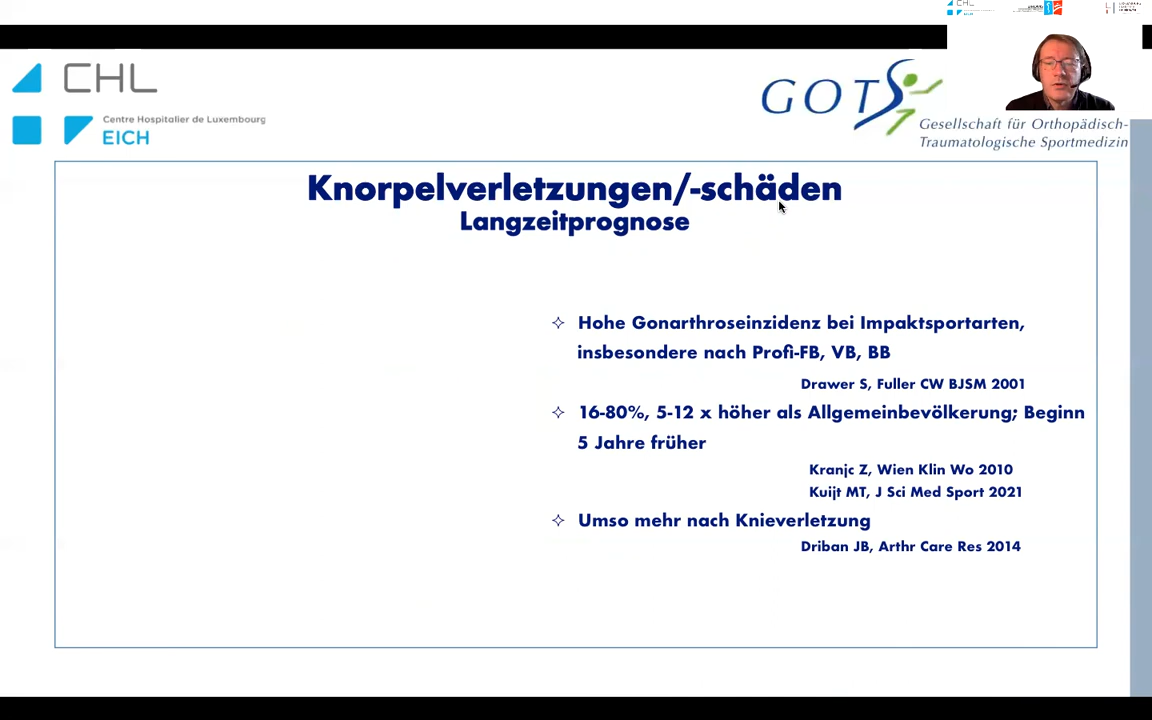 CHL
Centre Hospitalier de Luxembourg
EICH
GOTS
Gesellschaft für Orthopädisch-
Traumatologische Sportmedizin
Knorpelverletzungen/-schäden
Langzeitprognose
Hohe Gonarthroseinzidenz bei Impaktsportarten,
insbesondere nach Profi-FB, VB, BB
Drawer S, Fuller CW BJSM 2001
16-80%, 5-12 x höher als Allgemeinbevölkerung; Beginn
5 Jahre früher
Kranjc Z, Wien Klin Wo 2010
Kuijt MT, J Sci Med Sport 2021
Umso mehr nach Knieverletzung
Driban JB, Arthr Care Res 2014